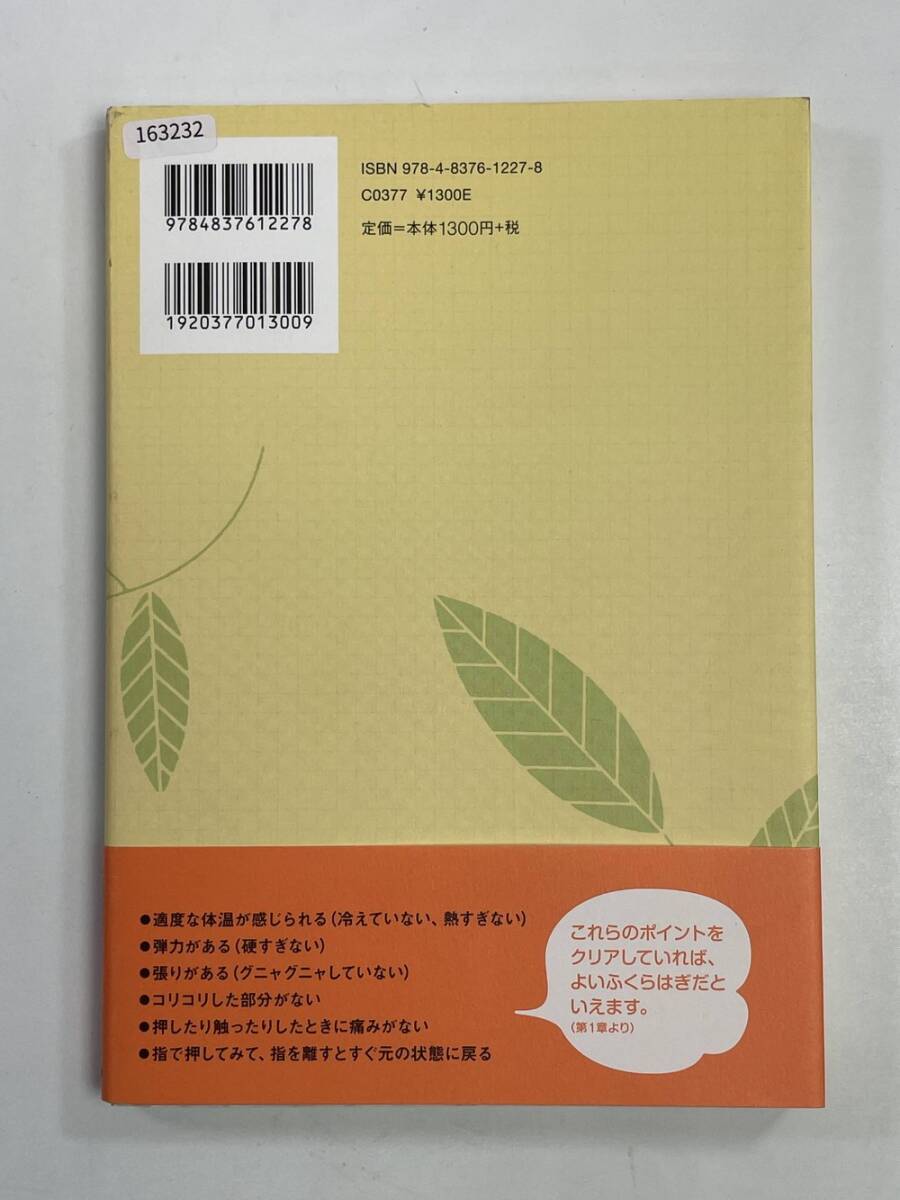 163232
ISBN 978-4-8376-1227-8
C0377 ¥1300E
定価=本体1300円+税
9784837612278
1920377013009
●適度な体温が感じられる（冷えていない、熱すぎない）
●弾力がある（硬すぎない）
●張りがある（グニャグニャしていない）
●コリコリした部分がない
●押したり触ったりしたときに痛みがない
●指で押してみて、指を離すとすぐ元の状態に戻る
これらのポイントを
クリアしていれば、
よいふくらはぎだと
いえます。
（第1章より）